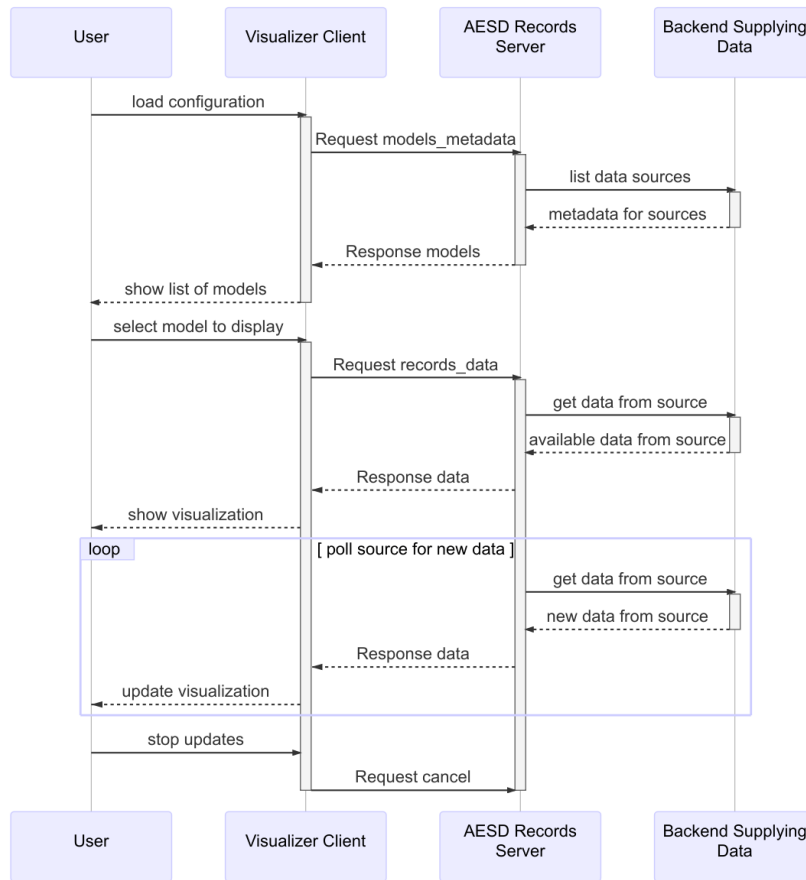 User
Visualizer Client
AESD Records
Server
Backend Supplying
Data
load configuration
Request models_metadata
list data sources
metadata for sources
Response models
show list of models
select model to display
Request records_data
get data from source
available data from source
Response data
show visualization
loop
[ poll source for new data ]
get data from source
new data from source
Response data
update visualization
stop updates
Request cancel
User
Visualizer Client
AESD Records
Server
Backend Supplying
Data